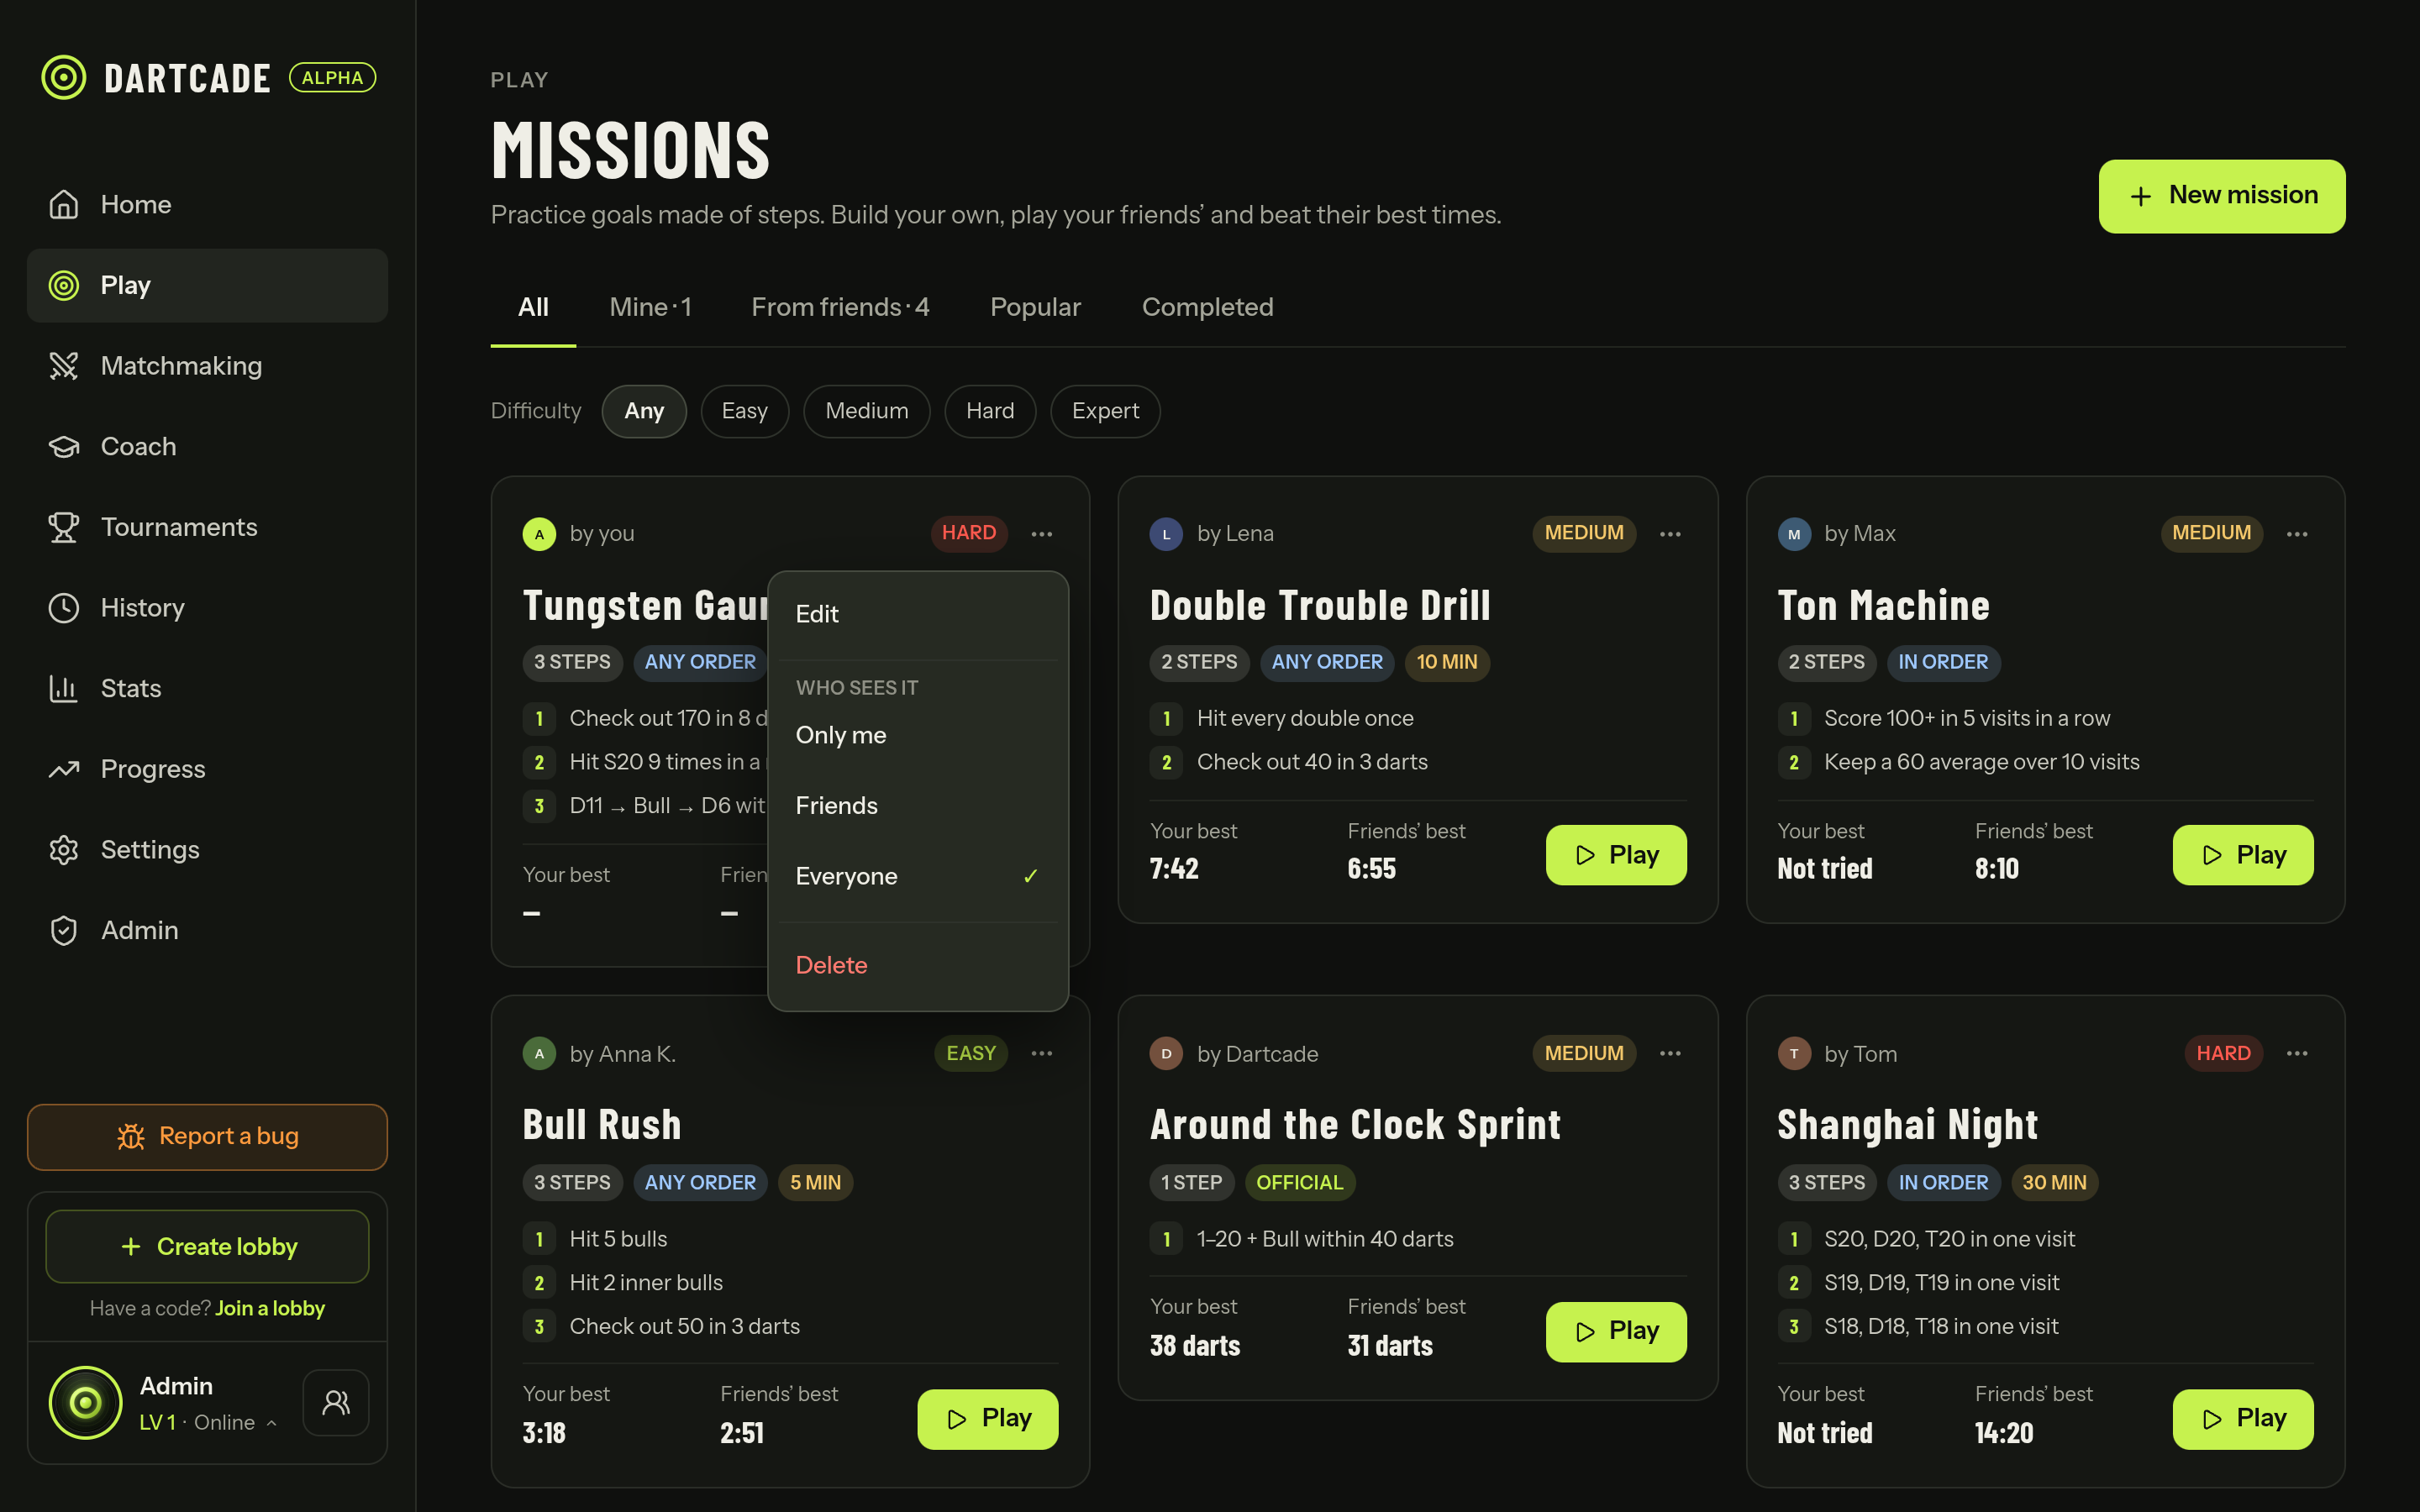 DARTCADE ALPHA
Home
Play
Matchmaking
Coach
Tournaments
History
Stats
Progress
Settings
Admin
Report a bug
Create lobby
Have a code? Join a lobby
Admin
LV 1 · Online
PLAY
MISSIONS
Practice goals made of steps. Build your own, play your friends’ and beat their best times.
New mission
All Mine · 1 From friends · 4 Popular Completed
Difficulty Any Easy Medium Hard Expert
A by you HARD
Tungsten
3 STEPS ANY ORDER
1 Check out 170 in 8
2 Hit S20 9 times in a
3 D11 → Bull → D6
Your best
–
–
Edit
WHO SEES IT
Only me
Friends
Everyone ✓
Delete
L by Lena MEDIUM
Double Trouble Drill
2 STEPS ANY ORDER 10 MIN
1 Hit every double once
2 Check out 40 in 3 darts
Your best Friends’ best
7:42 6:55
Play
M by Max MEDIUM
Ton Machine
2 STEPS IN ORDER
1 Score 100+ in 5 visits in a row
2 Keep a 60 average over 10 visits
Your best Friends’ best
Not tried 8:10
Play
A by Anna K. EASY
Bull Rush
3 STEPS ANY ORDER 5 MIN
1 Hit 5 bulls
2 Hit 2 inner bulls
3 Check out 50 in 3 darts
Your best Friends’ best
3:18 2:51
Play
D by Dartcade MEDIUM
Around the Clock Sprint
1 STEP OFFICIAL
1 1–20 + Bull within 40 darts
Your best Friends’ best
38 darts 31 darts
Play
T by Tom HARD
Shanghai Night
3 STEPS IN ORDER 30 MIN
1 S20, D20, T20 in one visit
2 S19, D19, T19 in one visit
3 S18, D18, T18 in one visit
Your best Friends’ best
Not tried 14:20
Play